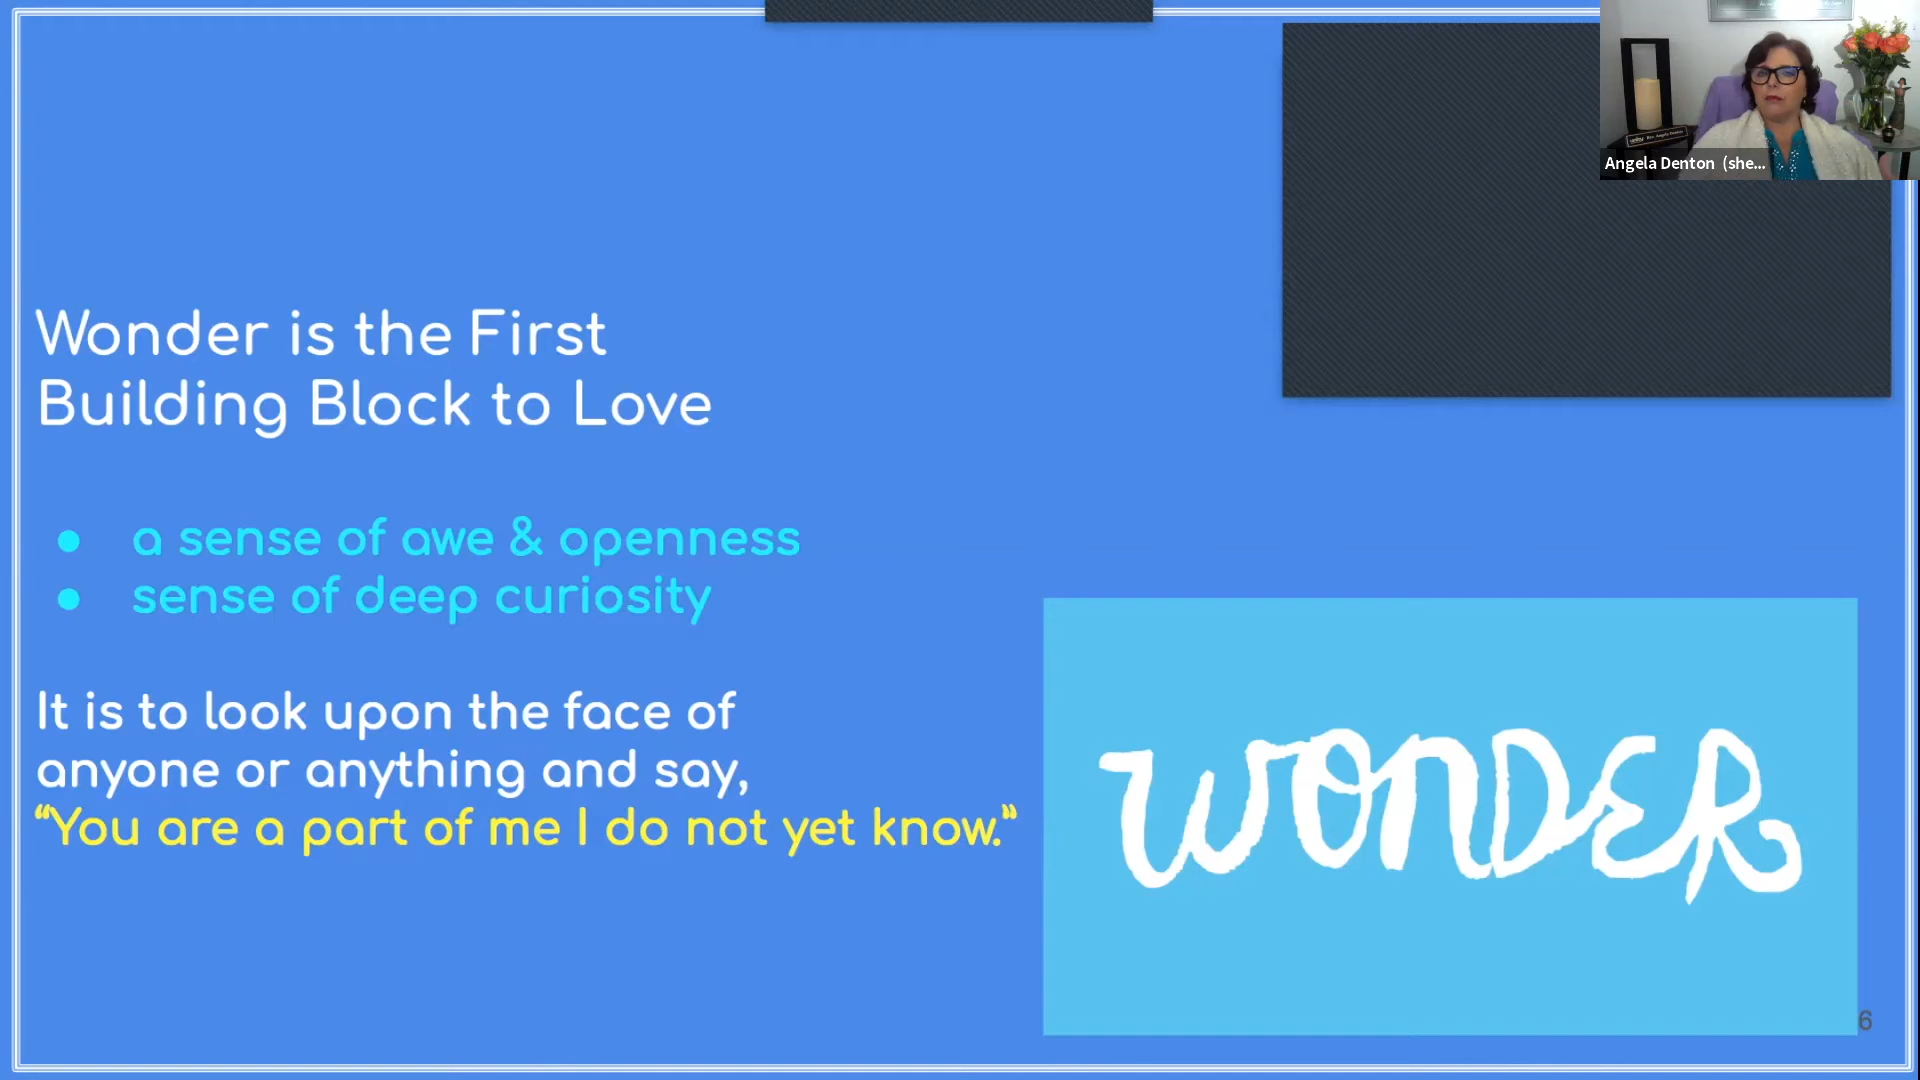 Angela Denton (she...
Wonder is the First
Building Block to Love
● a sense of awe & openness
● sense of deep curiosity
It is to look upon the face of
anyone or anything and say,
“You are a part of me I do not yet know.”
WONDER
6